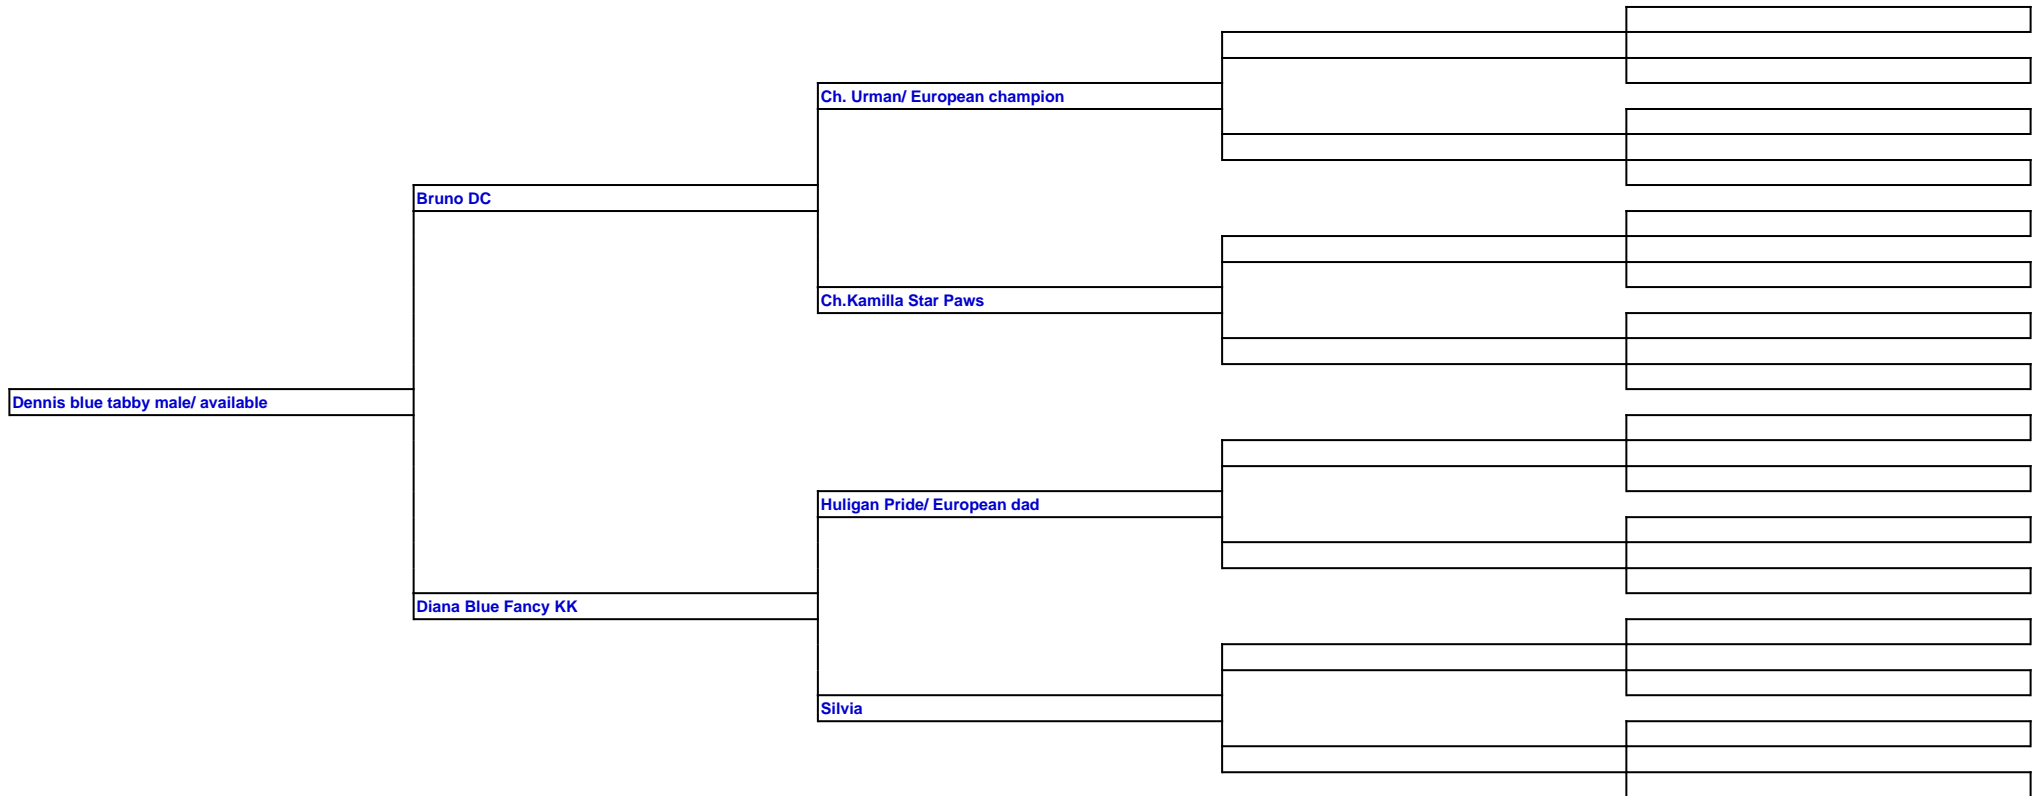 Ch. Urman/ European champion
Bruno DC
Ch.Kamilla Star Paws
Dennis blue tabby male/ available
Huligan Pride/ European dad
Diana Blue Fancy KK
Silvia